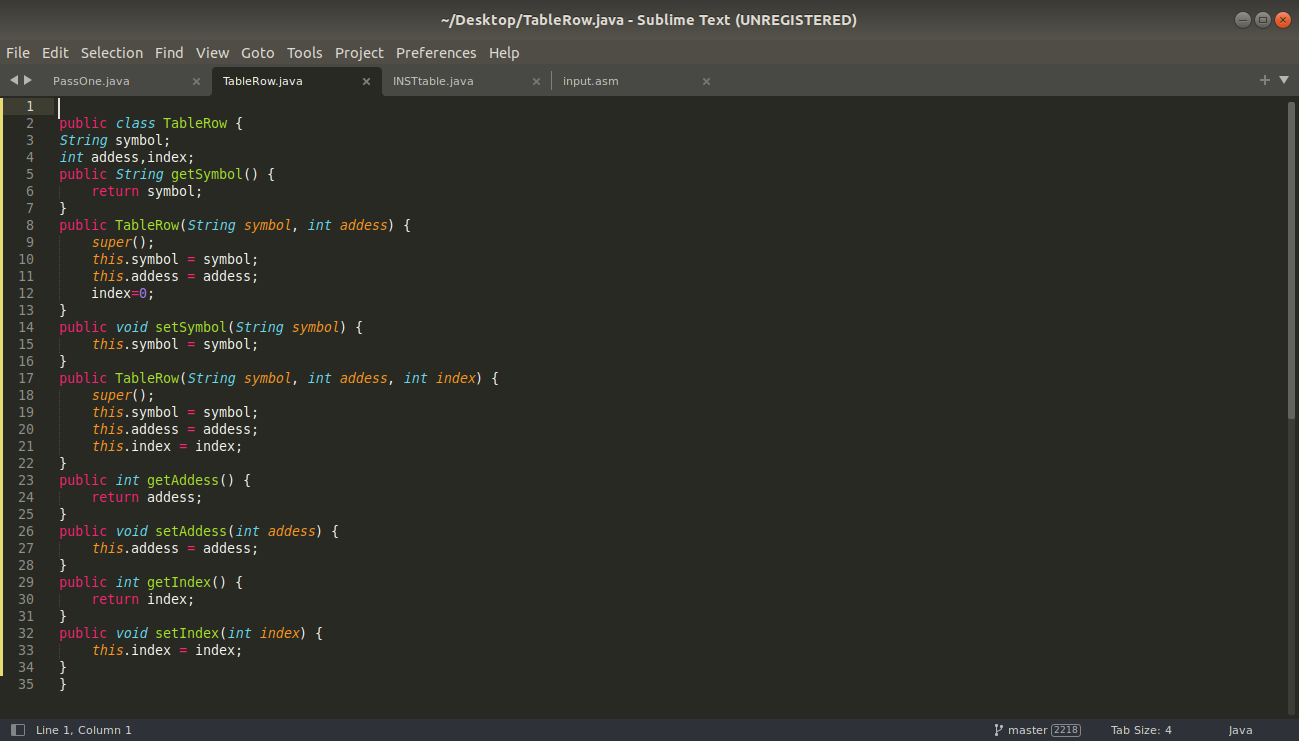 ~/Desktop/TableRow.java - Sublime Text (UNREGISTERED)
File Edit Selection Find View Goto Tools Project Preferences Help
PassOne.java TableRow.java INSTtable.java input.asm
1
2 public class TableRow {
3 String symbol;
4 int addess,index;
5 public String getSymbol() {
6     return symbol;
7 }
8 public TableRow(String symbol, int addess) {
9     super();
10     this.symbol = symbol;
11     this.addess = addess;
12     index=0;
13 }
14 public void setSymbol(String symbol) {
15     this.symbol = symbol;
16 }
17 public TableRow(String symbol, int addess, int index) {
18     super();
19     this.symbol = symbol;
20     this.addess = addess;
21     this.index = index;
22 }
23 public int getAddess() {
24     return addess;
25 }
26 public void setAddess(int addess) {
27     this.addess = addess;
28 }
29 public int getIndex() {
30     return index;
31 }
32 public void setIndex(int index) {
33     this.index = index;
34 }
35 }
Line 1, Column 1 master 2218 Tab Size: 4 Java